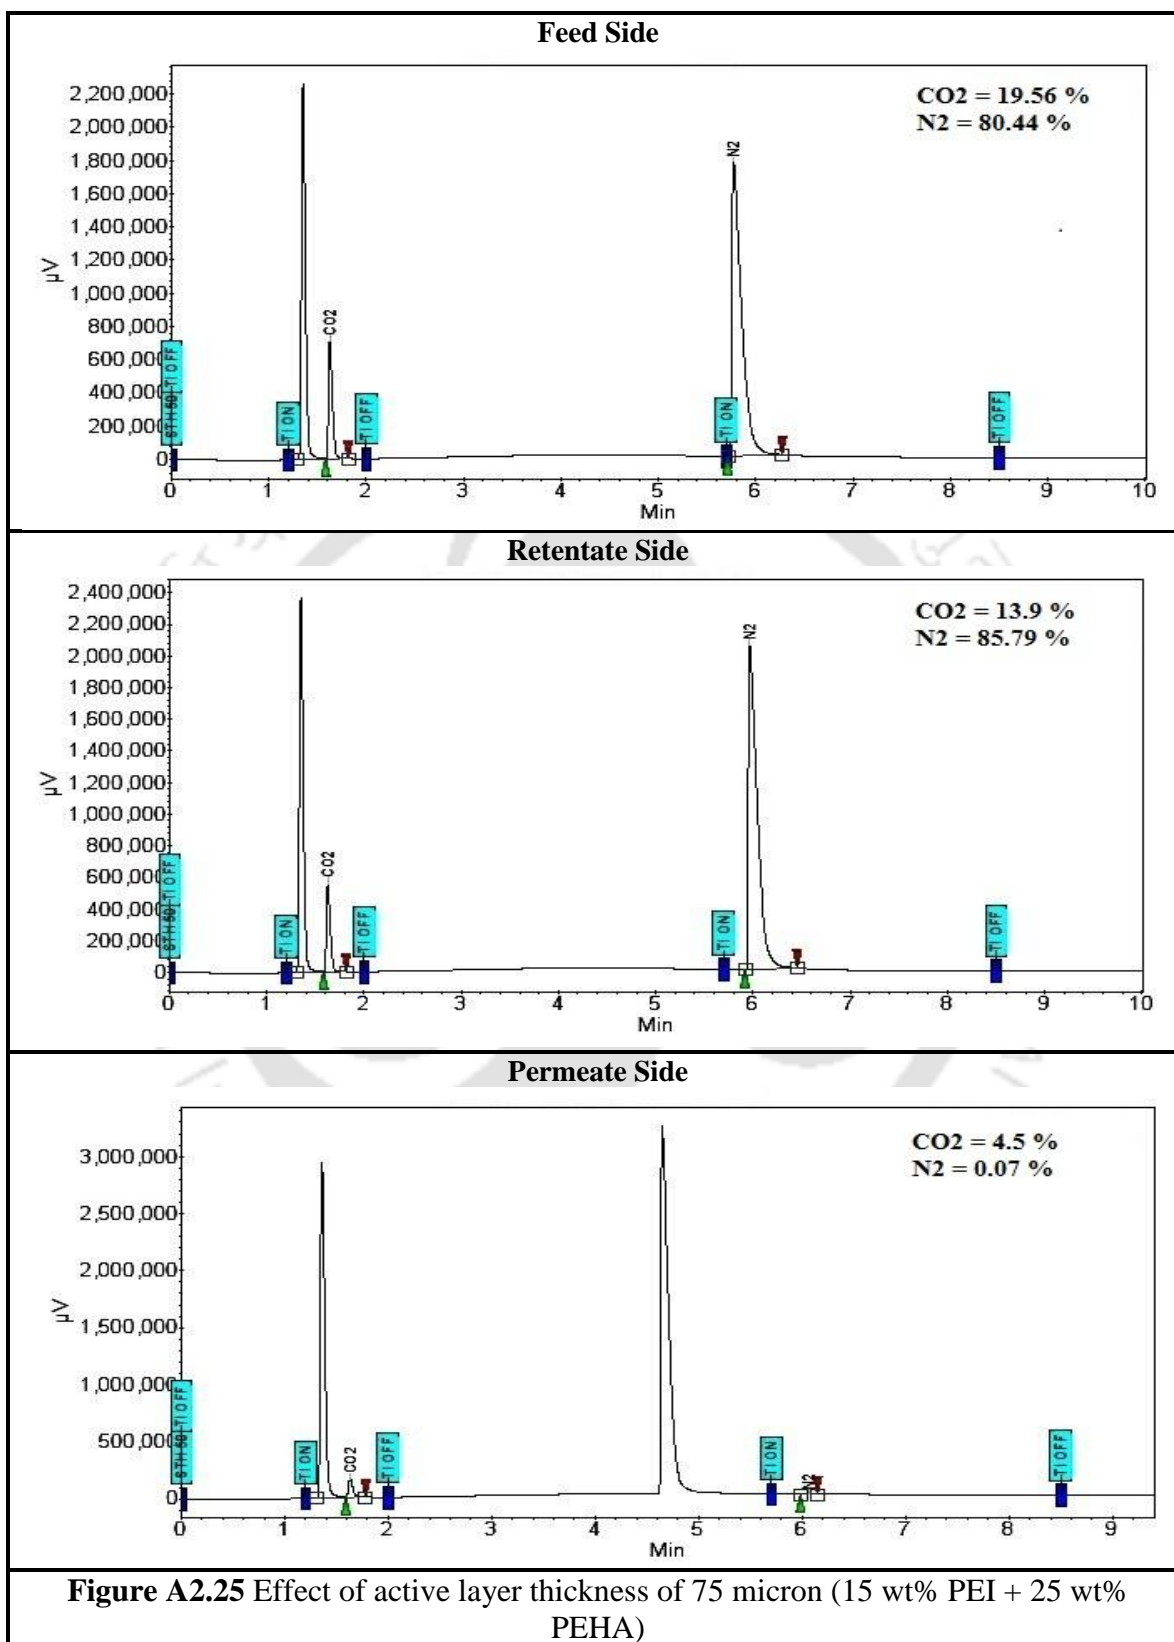 Feed Side
CO2 = 19.56 %
N2 = 80.44 %
2,200,000
2,000,000
1,800,000
1,600,000
1,400,000
1,200,000
1,000,000
800,000
600,000
400,000
200,000
0
µV
TI OFF
TI ON
CO2
TI OFF
N2
TI ON
TI OFF
0 1 2 3 4 5 6 7 8 9 10
Min
Retentate Side
CO2 = 13.9 %
N2 = 85.79 %
2,400,000
2,200,000
2,000,000
1,800,000
1,600,000
1,400,000
1,200,000
1,000,000
800,000
600,000
400,000
200,000
0
µV
TI OFF
TI ON
CO2
TI OFF
N2
TI ON
TI OFF
0 1 2 3 4 5 6 7 8 9 10
Min
Permeate Side
CO2 = 4.5 %
N2 = 0.07 %
3,000,000
2,500,000
2,000,000
1,500,000
1,000,000
500,000
0
µV
TI OFF
TI ON
CO2
TI OFF
TI ON
N2
TI OFF
0 1 2 3 4 5 6 7 8 9
Min
Figure A2.25 Effect of active layer thickness of 75 micron (15 wt% PEI + 25 wt%
PEHA)